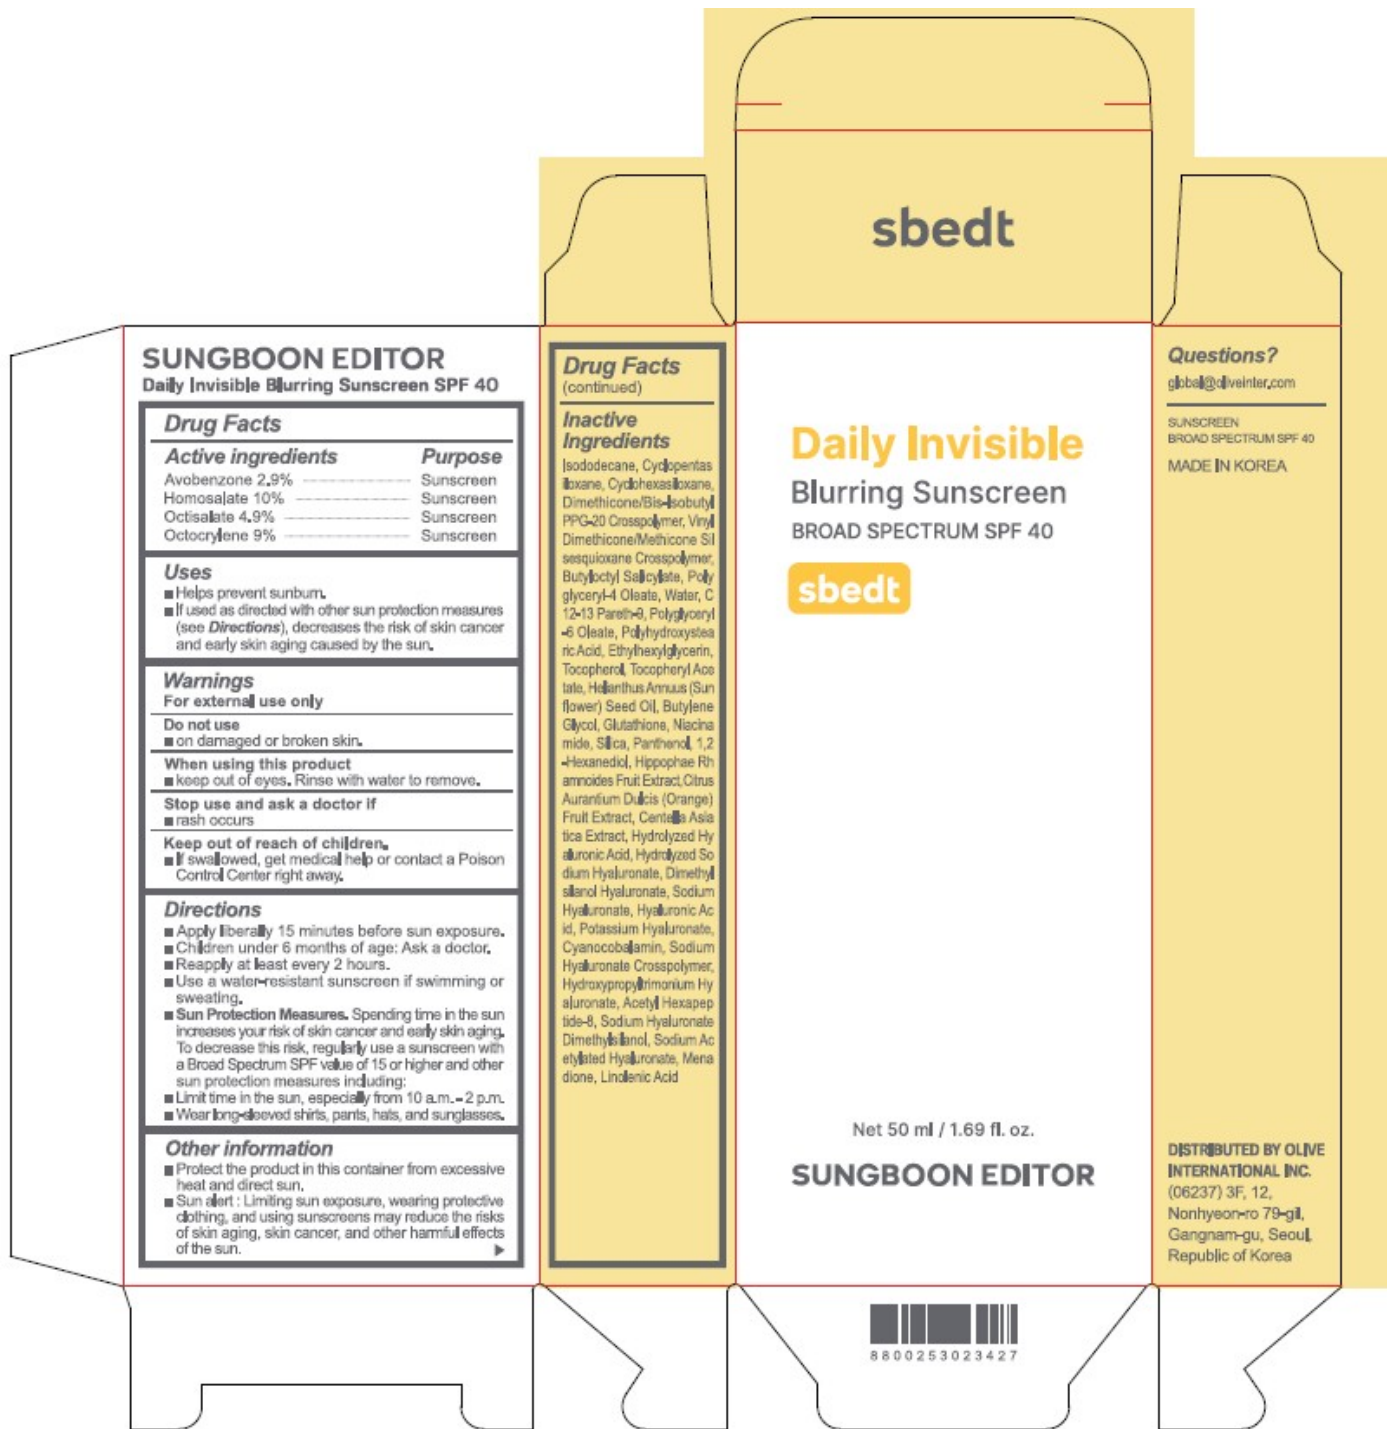 sbedt
SUNGBOON EDITOR
Daily Invisible Blurring Sunscreen SPF 40
Drug Facts
Active ingredients Purpose
Avobenzone 2.9% Sunscreen
Homosalate 10% Sunscreen
Octisalate 4.9% Sunscreen
Octocrylene 9% Sunscreen
Uses
■ Helps prevent sunburn.
■ If used as directed with other sun protection measures
(see Directions), decreases the risk of skin cancer
and early skin aging caused by the sun.
Warnings
For external use only
Do not use
■ on damaged or broken skin.
When using this product
■ keep out of eyes. Rinse with water to remove.
Stop use and ask a doctor if
■ rash occurs
Keep out of reach of children.
■ If swallowed, get medical help or contact a Poison
Control Center right away.
Directions
■ Apply liberally 15 minutes before sun exposure.
■ Children under 6 months of age: Ask a doctor.
■ Reapply at least every 2 hours.
■ Use a water-resistant sunscreen if swimming or
sweating.
■ Sun Protection Measures. Spending time in the sun
increases your risk of skin cancer and early skin aging.
To decrease this risk, regularly use a sunscreen with
a Broad Spectrum SPF value of 15 or higher and other
sun protection measures including:
■ Limit time in the sun, especially from 10 a.m. - 2 p.m.
■ Wear long-sleeved shirts, pants, hats, and sunglasses.
Other information
■ Protect the product in this container from excessive
heat and direct sun.
■ Sun alert : Limiting sun exposure, wearing protective
clothing, and using sunscreens may reduce the risks
of skin aging, skin cancer, and other harmful effects
of the sun. ▶
Drug Facts
(continued)
Inactive
Ingredients
Isododecane, Cyclopentas
iloxane, Cyclohexasiloxane,
Dimethicone/Bis-Isobutyl
PPG-20 Crosspolymer, Vinyl
Dimethicone/Methicone Sil
sesquioxane Crosspolymer,
Butyloctyl Salicylate, Poly
glyceryl-4 Oleate, Water, C
12-13 Pareth-9, Polyglyceryl
-6 Oleate, Polyhydroxystea
ric Acid, Ethylhexylglycerin,
Tocopherol, Tocopheryl Ace
tate, Helianthus Annuus (Sun
flower) Seed Oil, Butylene
Glycol, Glutathione, Niacina
mide, Silica, Panthenol, 1,2
-Hexanediol, Hippophae Rh
amnoides Fruit Extract, Citrus
Aurantium Dulcis (Orange)
Fruit Extract, Centella Asia
tica Extract, Hydrolyzed Hy
aluronic Acid, Hydrolyzed So
dium Hyaluronate, Dimethyl
silanol Hyaluronate, Sodium
Hyaluronate, Hyaluronic Ac
id, Potassium Hyaluronate,
Cyanocobalamin, Sodium
Hyaluronate Crosspolymer,
Hydroxypropyltrimonium Hy
aluronate, Acetyl Hexapep
tide-8, Sodium Hyaluronate
Dimethylsilanol, Sodium Ac
etylated Hyaluronate, Mena
dione, Linolenic Acid
Daily Invisible
Blurring Sunscreen
BROAD SPECTRUM SPF 40
sbedt
Net 50 ml / 1.69 fl. oz.
SUNGBOON EDITOR
8800253023427
Questions?
global@oliveinter.com
SUNSCREEN
BROAD SPECTRUM SPF 40
MADE IN KOREA
DISTRIBUTED BY OLIVE
INTERNATIONAL INC.
(06237) 3F, 12,
Nonhyeon-ro 79-gil,
Gangnam-gu, Seoul,
Republic of Korea